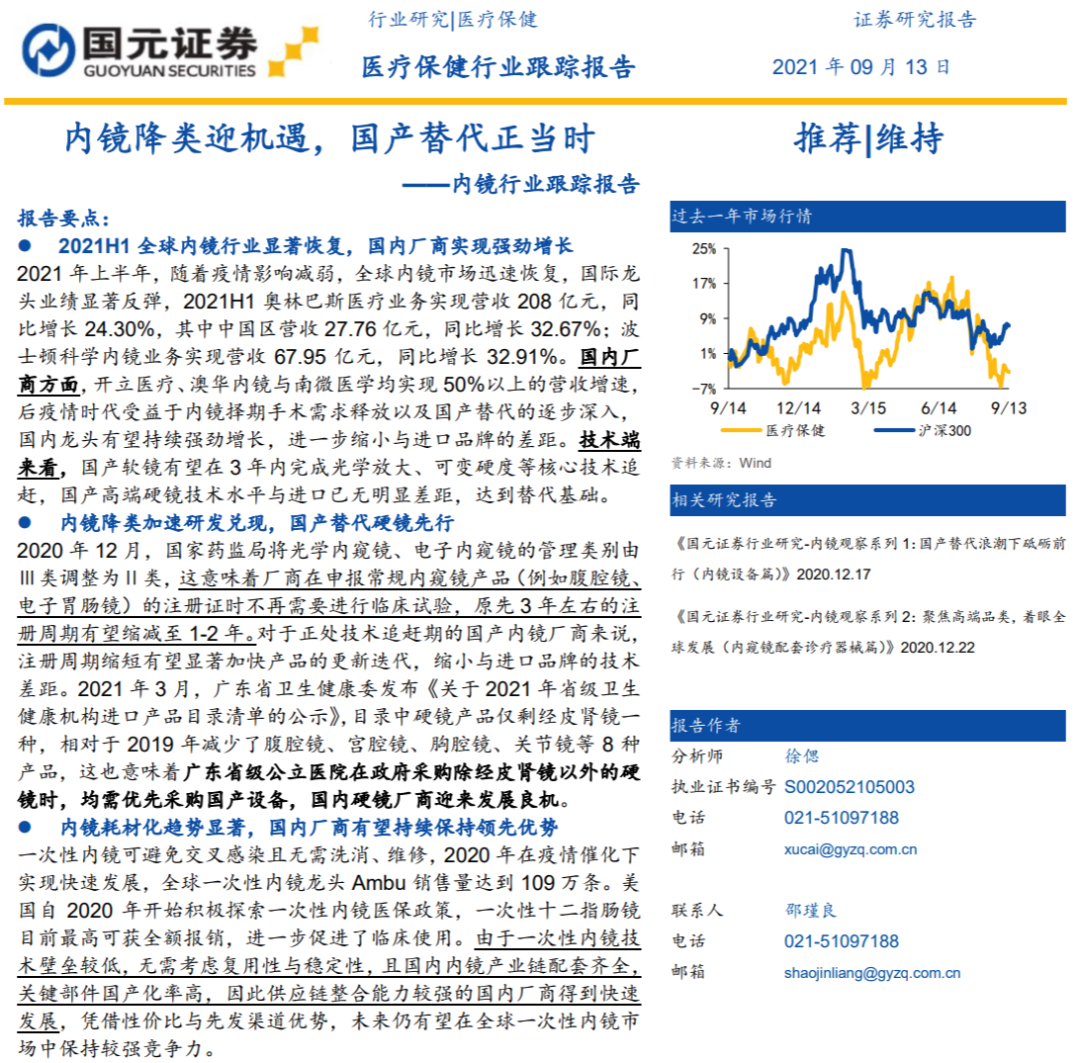 国元证券
GUOYUAN SECURITIES
行业研究|医疗保健
医疗保健行业跟踪报告
证券研究报告
2021 年 09 月 13 日
内镜降类迎机遇，国产替代正当时
——内镜行业跟踪报告
报告要点：
● 2021H1 全球内镜行业显著恢复，国内厂商实现强劲增长
2021 年上半年，随着疫情影响减弱，全球内镜市场迅速恢复，国际龙
头业绩显著反弹，2021H1 奥林巴斯医疗业务实现营收 208 亿元，同
比增长 24.30%，其中中国区营收 27.76 亿元，同比增长 32.67%；波
士顿科学内镜业务实现营收 67.95 亿元，同比增长 32.91%。国内厂
商方面，开立医疗、澳华内镜与南微医学均实现 50%以上的营收增速，
后疫情时代受益于内镜择期手术需求释放以及国产替代的逐步深入，
国内龙头有望持续强劲增长，进一步缩小与进口品牌的差距。技术端
来看，国产软镜有望在 3 年内完成光学放大、可变硬度等核心技术追
赶，国产高端硬镜技术水平与进口已无明显差距，达到替代基础。
● 内镜降类加速研发兑现，国产替代硬镜先行
2020 年 12 月，国家药监局将光学内窥镜、电子内窥镜的管理类别由
III 类调整为 II 类，这意味着厂商在申报常规内窥镜产品（例如腹腔镜、
电子胃肠镜）的注册证时不再需要进行临床试验，原先 3 年左右的注
册周期有望缩减至 1-2 年。对于正处技术追赶期的国产内镜厂商来说，
注册周期缩短有望显著加快产品的更新迭代，缩小与进口品牌的技术
差距。2021 年 3 月，广东省卫生健康委发布《关于 2021 年省级卫生
健康机构进口产品目录清单的公示》，目录中硬镜产品仅剩经皮肾镜一
种，相对于 2019 年减少了腹腔镜、宫腔镜、胸腔镜、关节镜等 8 种
产品，这也意味着广东省级公立医院在政府采购除经皮肾镜以外的硬
镜时，均需优先采购国产设备，国内硬镜厂商迎来发展良机。
● 内镜耗材化趋势显著，国内厂商有望持续保持领先优势
一次性内镜可避免交叉感染且无需洗消、维修，2020 年在疫情催化下
实现快速发展，全球一次性内镜龙头 Ambu 销售量达到 109 万条。美
国自 2020 年开始积极探索一次性内镜医保政策，一次性十二指肠镜
目前最高可获全额报销，进一步促进了临床使用。由于一次性内镜技
术壁垒较低，无需考虑复用性与稳定性，且国内内镜产业链配套齐全，
关键部件国产化率高，因此供应链整合能力较强的国内厂商得到快速
发展，凭借性价比与先发渠道优势，未来仍有望在全球一次性内镜市
场中保持较强竞争力。
推荐|维持
过去一年市场行情
25%
17%
9%
1%
-7%
9/14 12/14 3/15 6/14 9/13
医疗保健 沪深300
资料来源：Wind
相关研究报告
《国元证券行业研究-内镜观察系列 1：国产替代浪潮下砥砺前
行（内镜设备篇）》2020.12.17
《国元证券行业研究-内镜观察系列 2：聚焦高端品类，着眼全
球发展（内窥镜配套诊疗器械篇）》2020.12.22
报告作者
分析师 徐偲
执业证书编号 S002052105003
电话 021-51097188
邮箱 xucai@gyzq.com.cn
联系人 邵瑾良
电话 021-51097188
邮箱 shaojinliang@gyzq.com.cn